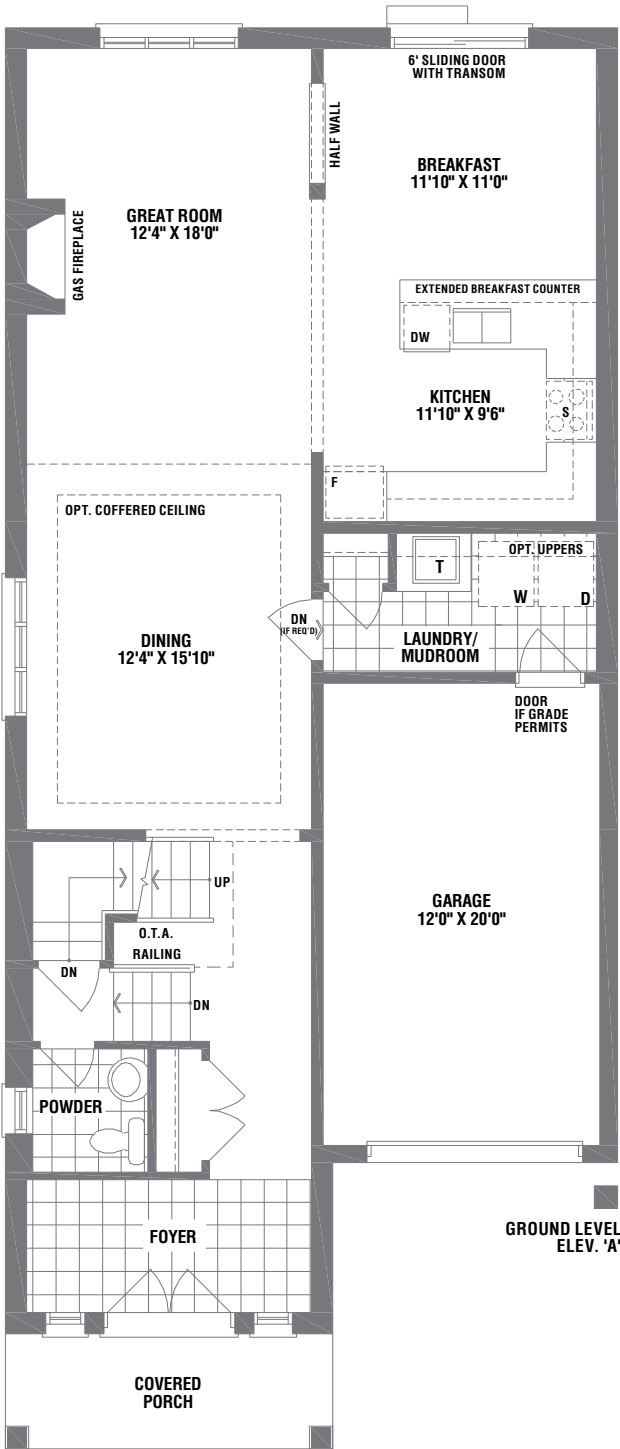 6' SLIDING DOOR
WITH TRANSOM
HALF WALL
BREAKFAST
11'10" X 11'0"
GREAT ROOM
12'4" X 18'0"
GAS FIREPLACE
EXTENDED BREAKFAST COUNTER
DW
KITCHEN
11'10" X 9'6"
S
F
OPT. COFFERED CEILING
OPT. UPPERS
T
W
D
DN
(IF REQ'D)
DINING
12'4" X 15'10"
LAUNDRY/
MUDROOM
DOOR
IF GRADE
PERMITS
UP
GARAGE
12'0" X 20'0"
O.T.A.
RAILING
DN
DN
POWDER
FOYER
GROUND LEVEL
ELEV. 'A'
COVERED
PORCH